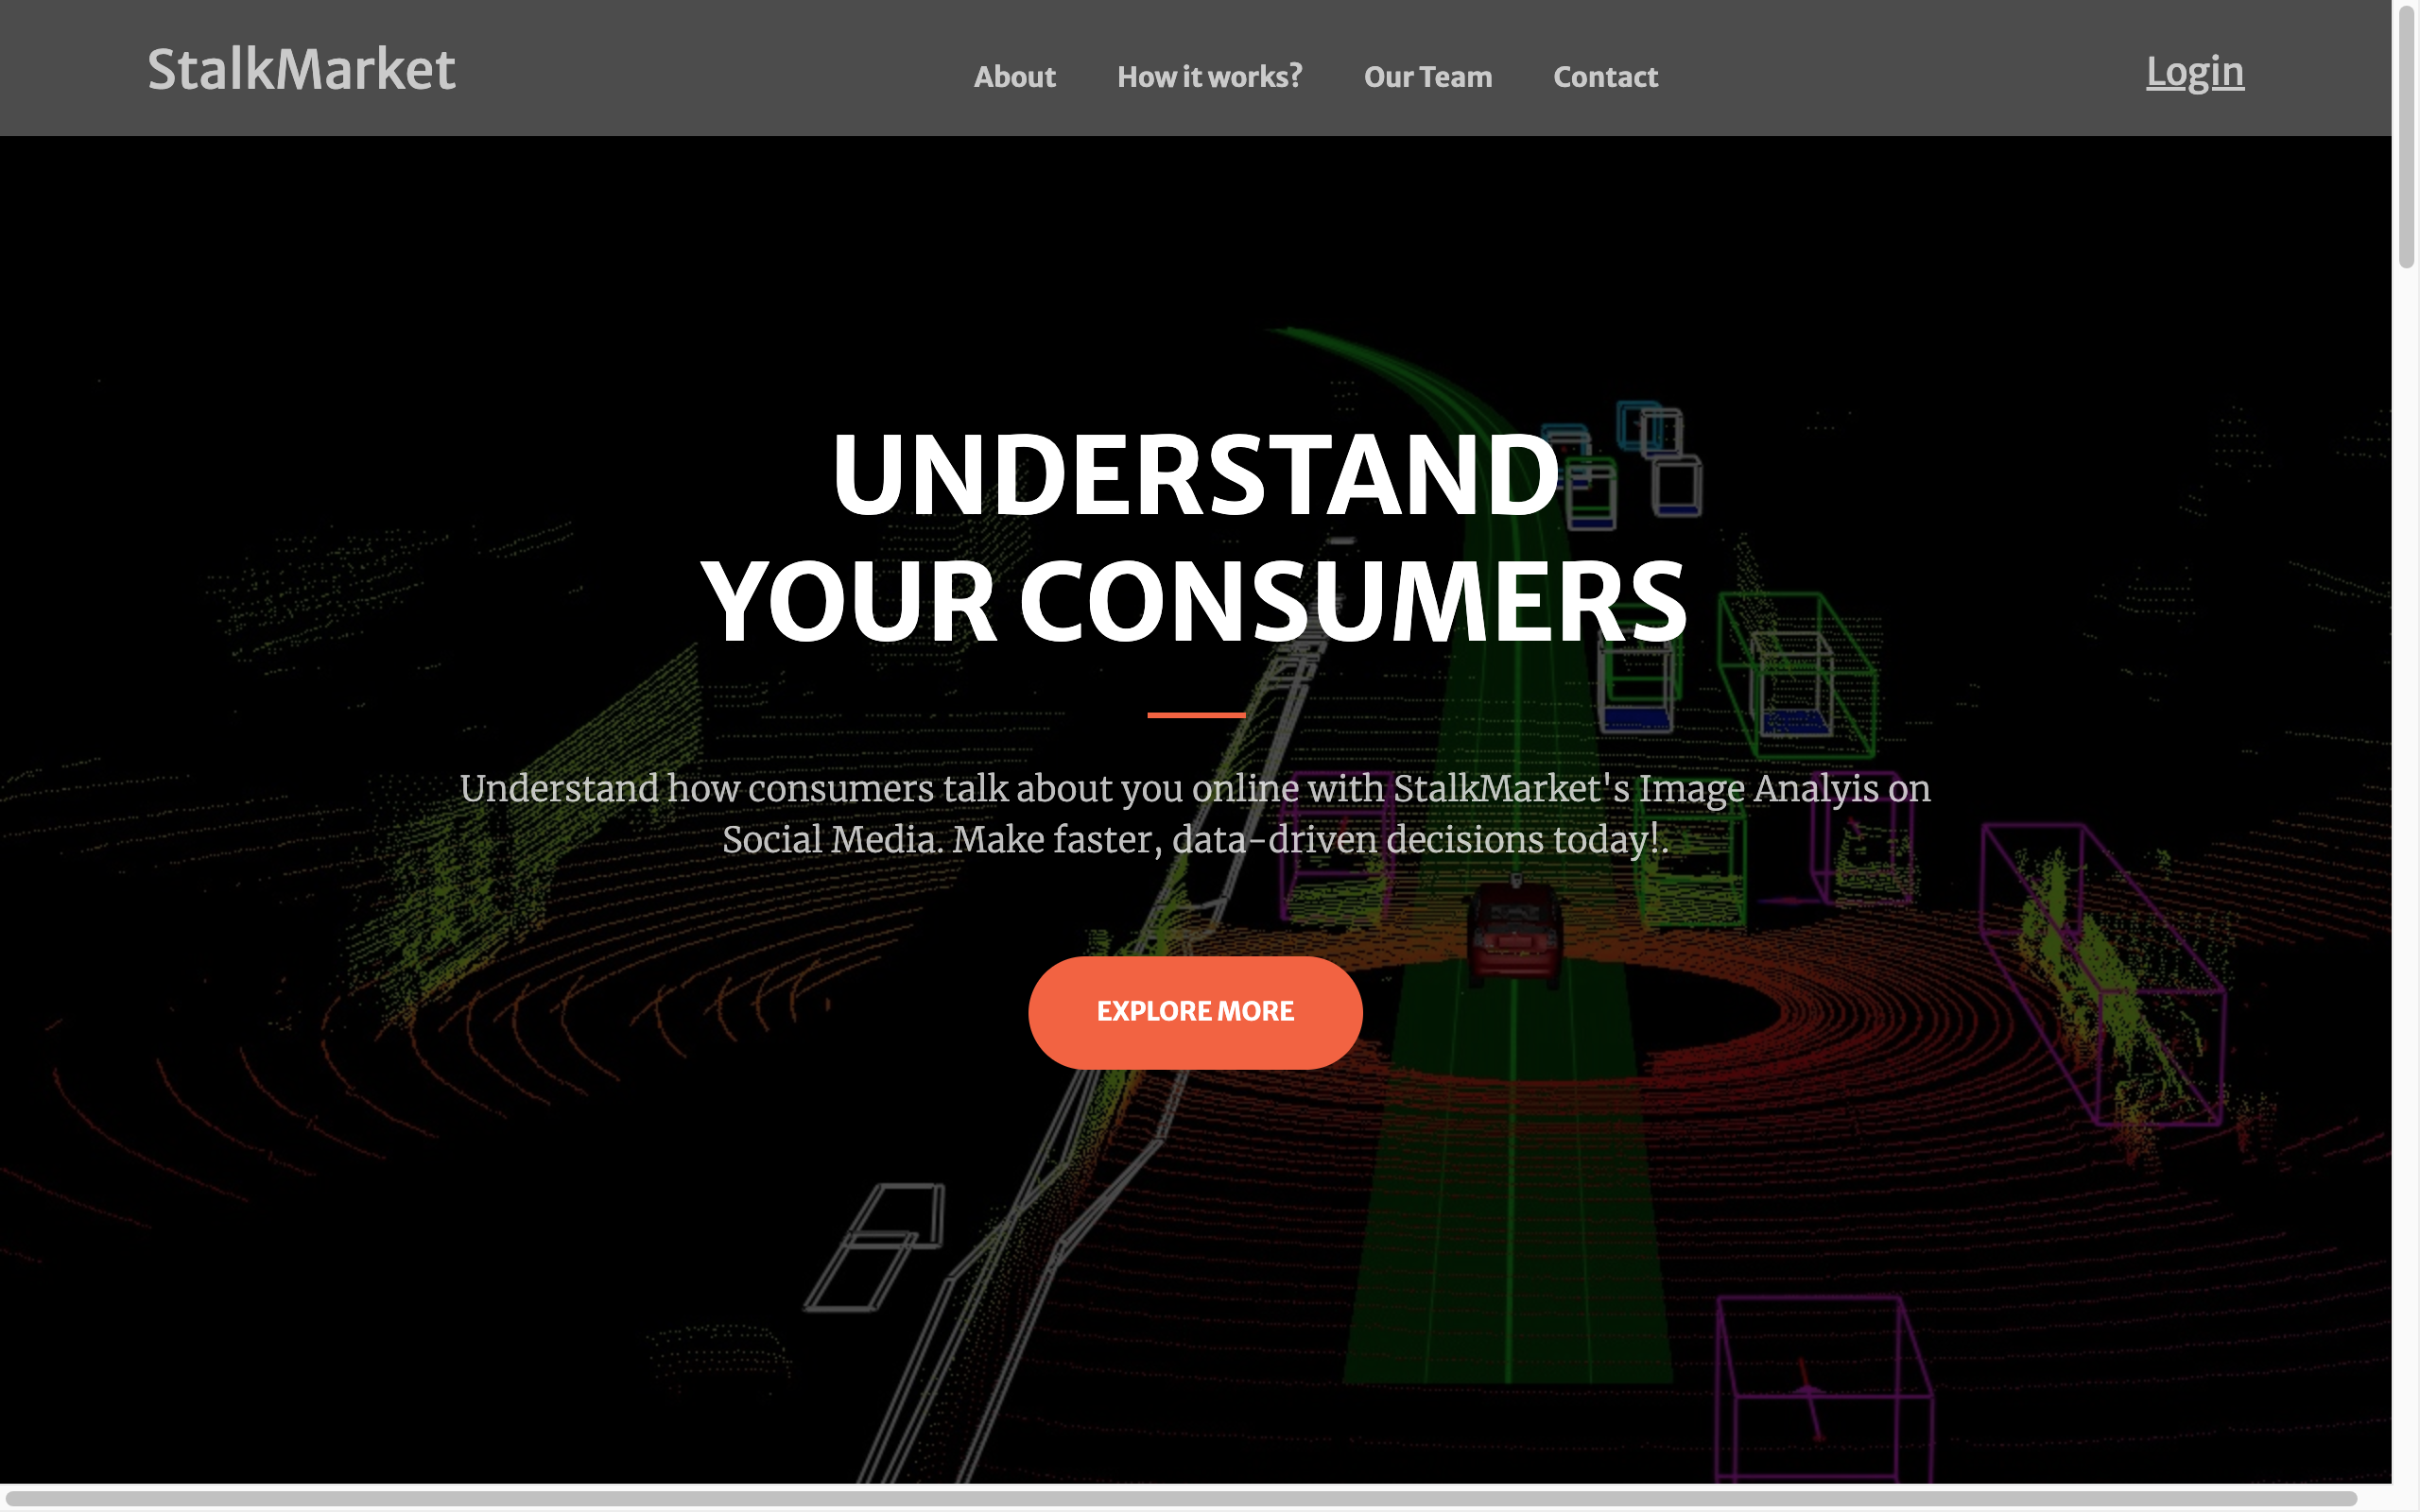 StalkMarket
About How it works? Our Team Contact
Login
UNDERSTAND
YOUR CONSUMERS
Understand how consumers talk about you online with StalkMarket's Image Analyis on
Social Media. Make faster, data-driven decisions today!.
EXPLORE MORE